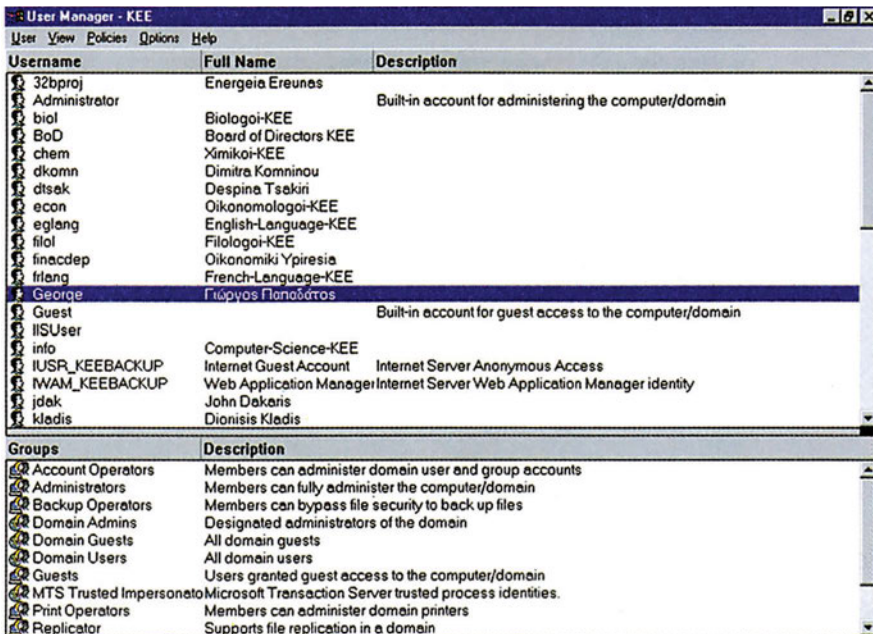 User Manager - KEE
User View Policies Options Help
Username Full Name Description
32bproj Energeia Ereunas
Administrator Built-in account for administering the computer/domain
biol Biologoi-KEE
BoD Board of Directors KEE
chem Ximikoi-KEE
dkomn Dimitra Komninou
dtsak Despina Tsakiri
econ Oikonomologoi-KEE
eglang English-Language-KEE
filol Filologoi-KEE
finacdep Oikonomiki Ypiresia
frlang French-Language-KEE
George Γιώργος Παπαδάτος
Guest Built-in account for guest access to the computer/domain
IISUser
info Computer-Science-KEE
IUSR_KEEBACKUP Internet Guest Account Internet Server Anonymous Access
IWAM_KEEBACKUP Web Application Manager Internet Server Web Application Manager identity
jdak John Dakaris
kladis Dionisis Kladis
Groups Description
Account Operators Members can administer domain user and group accounts
Administrators Members can fully administer the computer/domain
Backup Operators Members can bypass file security to back up files
Domain Admins Designated administrators of the domain
Domain Guests All domain guests
Domain Users All domain users
Guests Users granted guest access to the computer/domain
MTS Trusted Impersonato Microsoft Transaction Server trusted process identities.
Print Operators Members can administer domain printers
Replicator Supports file replication in a domain